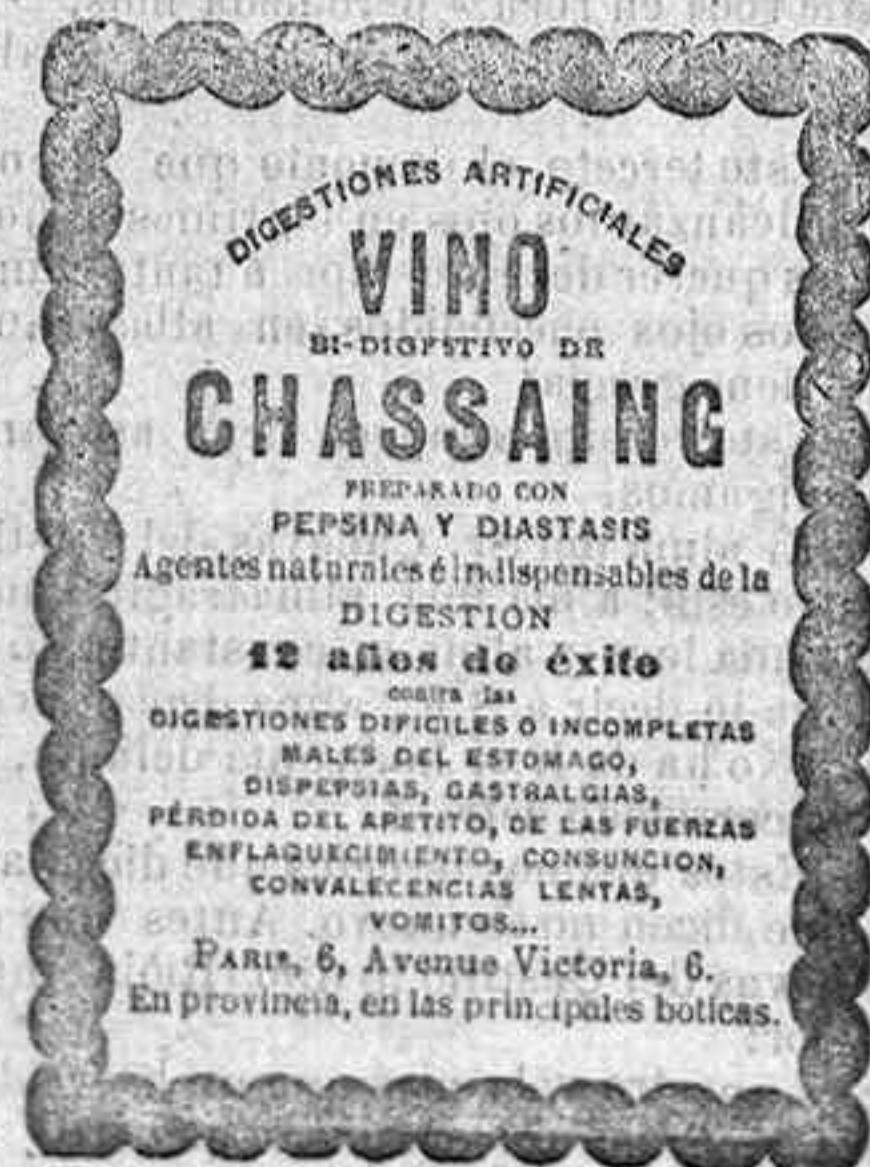 DIGESTIONES ARTIFICIALES
VINO
BI-DIGESTIVO DE
CHASSAING
PREPARADO CON
PEPSINA Y DIASTASIS
Agentes naturales é indispensables de la
DIGESTION
12 años de éxito
contra las
DIGESTIONES DIFICILES O INCOMPLETAS
MALES DEL ESTOMAGO,
DISPEPSIAS, GASTRALGIAS,
PÉRDIDA DEL APETITO, DE LAS FUERZAS
ENFLAQUECIMIENTO, CONSUNCION,
CONVALECENCIAS LENTAS,
VOMITOS...
PARIS, 6, Avenue Victoria, 6.
En provincia, en las principales boticas.